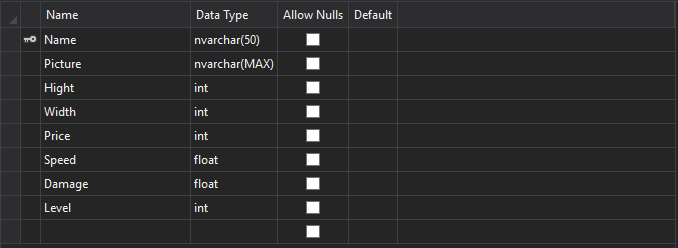 Name Data Type Allow Nulls Default
Name nvarchar(50)
Picture nvarchar(MAX)
Hight int
Width int
Price int
Speed float
Damage float
Level int